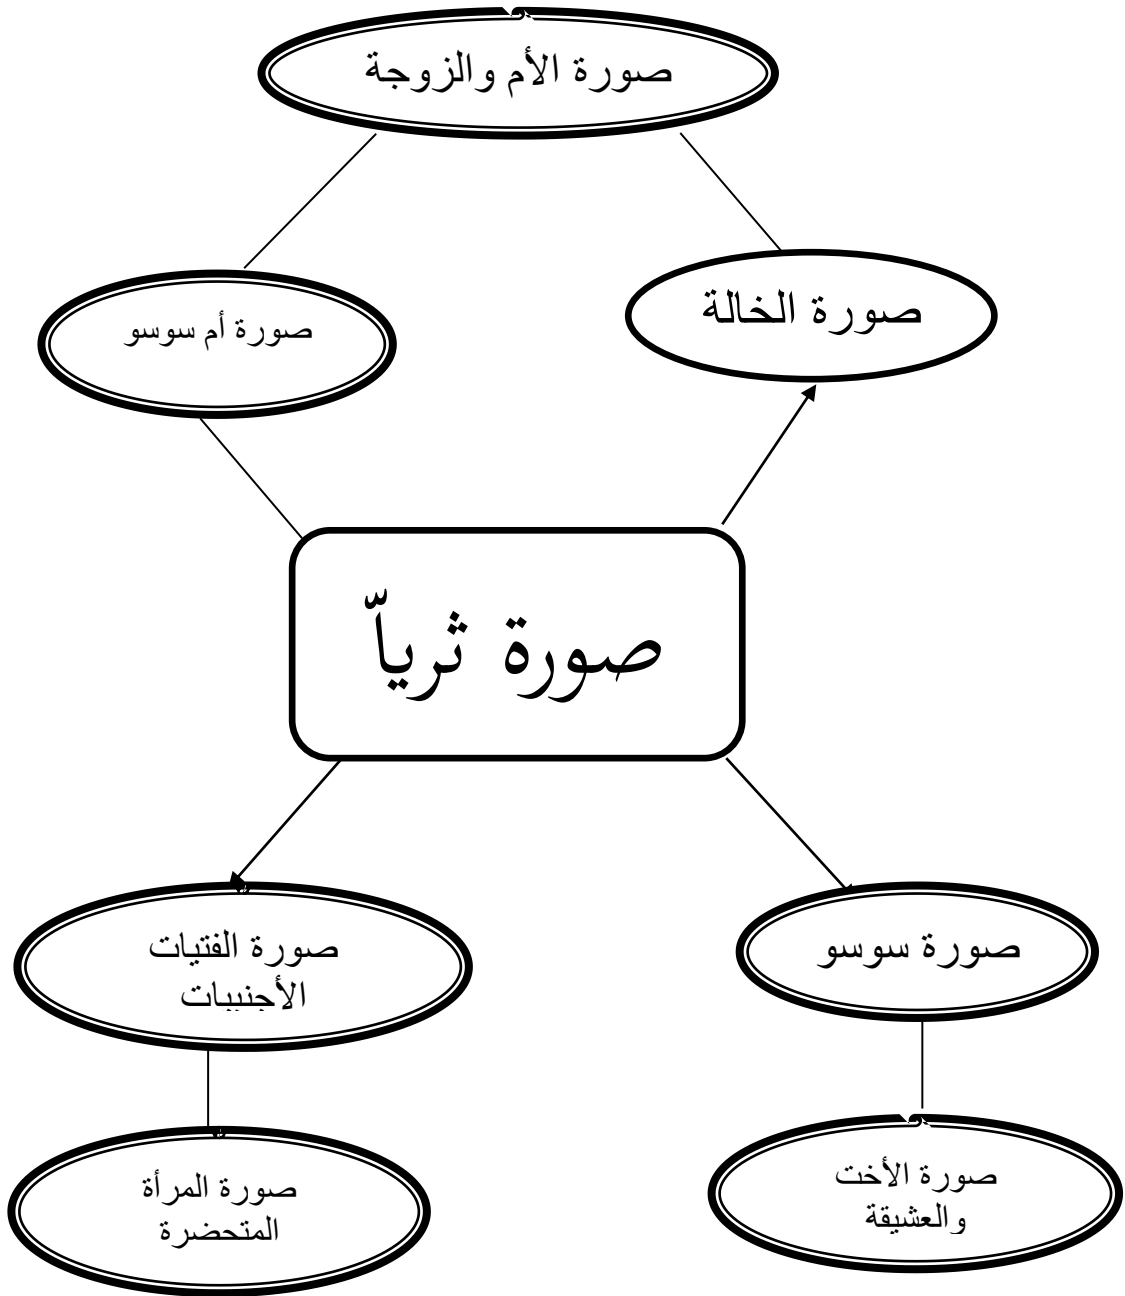 صورة الأم والزوجة
صورة الخالة
صورة أم سوسو
صورة ثرياّ
صورة سوسو
صورة الفتيات
الأجنبيات
صورة الأخت
والعشيقة
صورة المرأة
المتحضرة